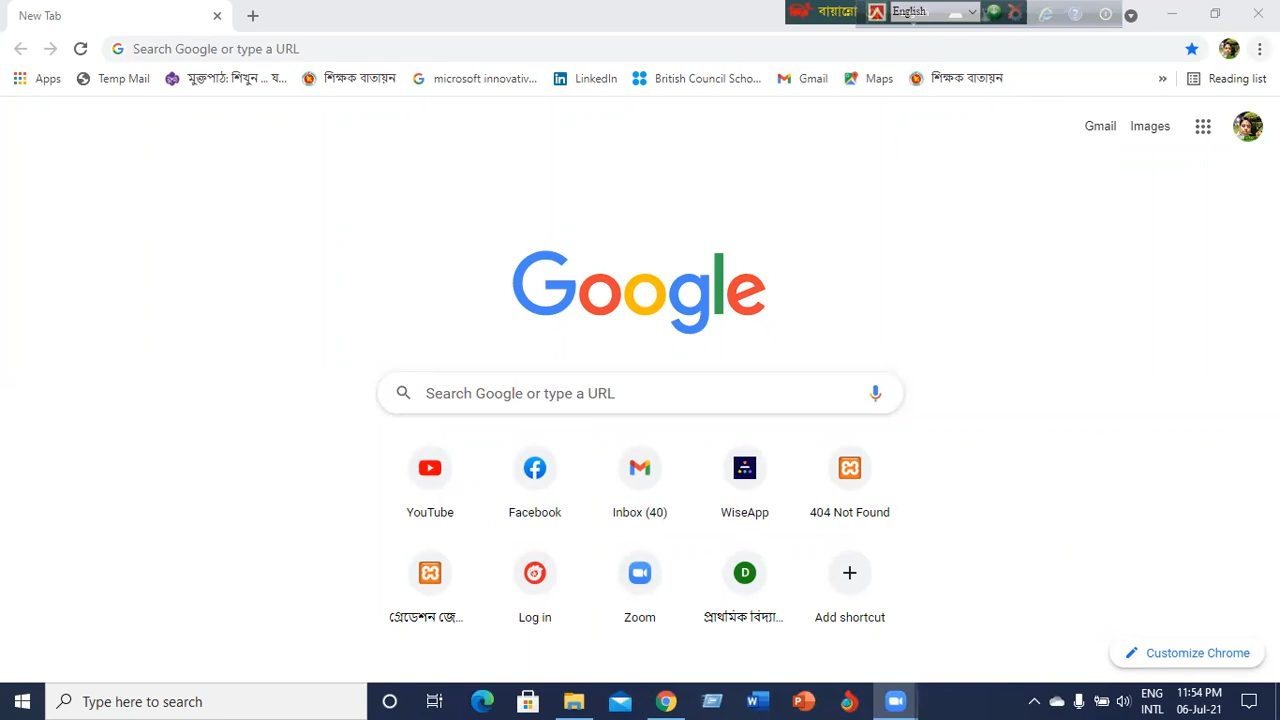 New Tab
বায়ান্নো English
Search Google or type a URL
Apps Temp Mail মুক্তপাঠ: শিখুন ... য... শিক্ষক বাতায়ন microsoft innovativ... LinkedIn British Council Scho... Gmail Maps শিক্ষক বাতায়ন » Reading list
Gmail Images
Google
Search Google or type a URL
YouTube Facebook Inbox (40) WiseApp 404 Not Found
D
গ্রেডেশন জে... Log in Zoom প্রাথমিক বিদ্যা... Add shortcut
Customize Chrome
Type here to search
ENG 11:54 PM
INTL 06-Jul-21